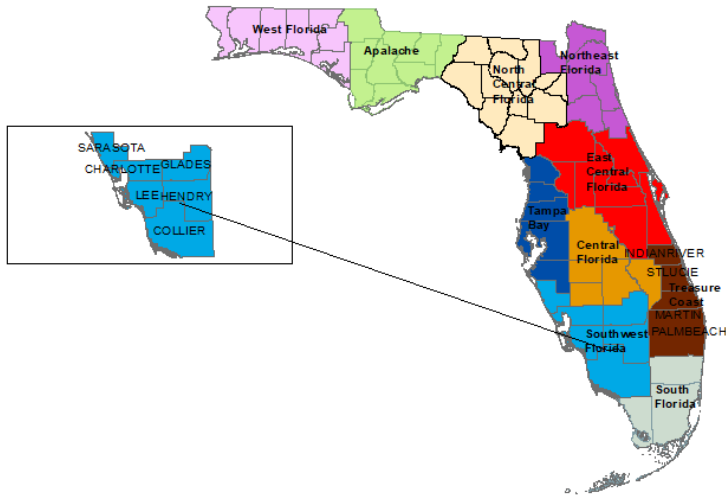 West Florida
Apalache
North
Central
Florida
Northeast
Florida
SARASOTA
CHARLOTTE
GLADES
LEE
HENDRY
COLLIER
East
Central
Florida
Tampa
Bay
Central
Florida
INDIANRIVER
STLUCIE
Treasure
Coast
MARTIN
PALMBEACH
Southwest
Florida
South
Florida